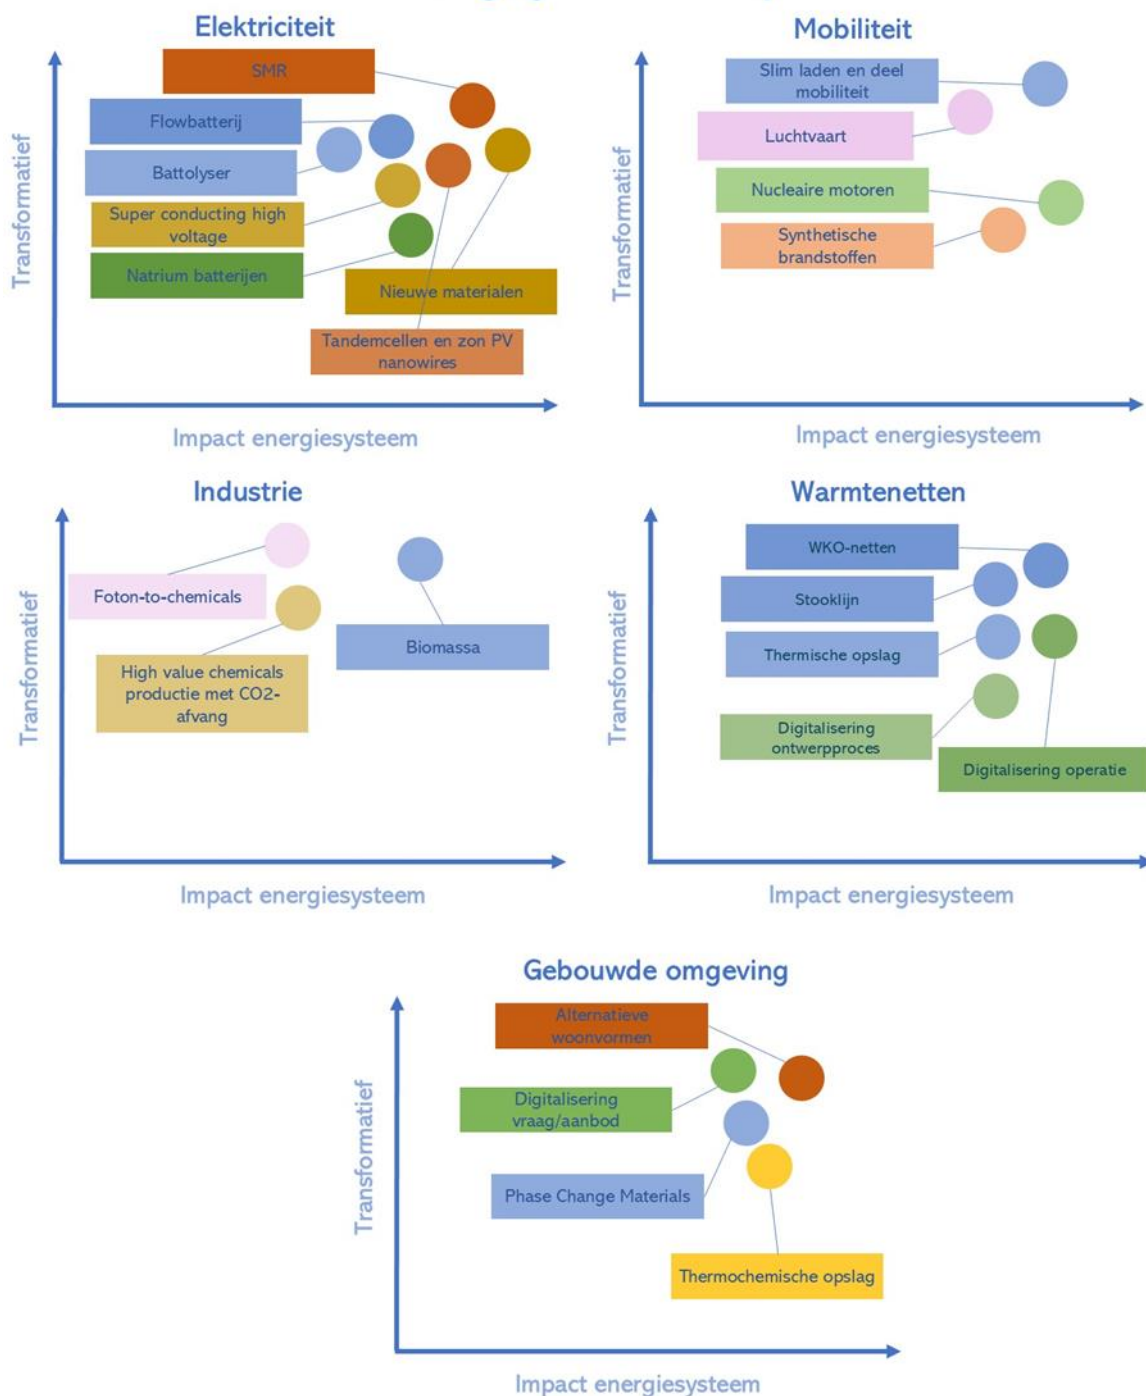 Elektriciteit
SMR
Flowbatterij
Battolyser
Super conducting high
voltage
Natrium batterijen
Nieuwe materialen
Tandemcellen en zon PV
nanowires
Transformatief
Impact energiesysteem
Mobiliteit
Slim laden en deel
mobiliteit
Luchtvaart
Nucleaire motoren
Synthetische
brandstoffen
Transformatief
Impact energiesysteem
Industrie
Foton-to-chemicals
Biomassa
High value chemicals
productie met CO2-
afvang
Transformatief
Impact energiesysteem
Warmtenetten
WKO-netten
Stooklijn
Thermische opslag
Digitalisering
ontwerpproces
Digitalisering operatie
Transformatief
Impact energiesysteem
Gebouwde omgeving
Alternatieve
woonvormen
Digitalisering
vraag/aanbod
Phase Change Materials
Thermochemische opslag
Transformatief
Impact energiesysteem